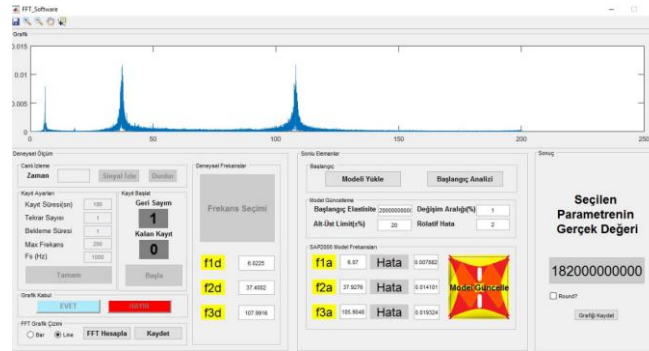 FFT_Software
Grafik
0.015
0.01
0.005
0
0 50 100 150 200 250
Deneysel Ölçüm
Canlı İzleme
Zaman Sinyal İzle Durdur
Kayıt Ayarları
Kayıt Süresi(sn) 100
Tekrar Sayısı 1
Bekleme Süresi 1
Max Frekans 250
Fs (Hz) 1000
Tamam
Kayıt Başlat
Geri Sayım
1
Kalan Kayıt
0
Başla
Grafik Kabul
EVET HAYIR
FFT Grafik Çizimi
Bar Line FFT Hesapla Kaydet
Deneysel Frekanslar
Frekans Seçimi
f1d 6.0225
f2d 37.4002
f3d 107.9916
Sonlu Elemanlar
Başlangıç
Modeli Yükle Başlangıç Analizi
Model Güncelleme
Başlangıç Elastisite Değişim Aralığı(%) 1
Alt-Üst Limit(±%) 20 Rölatif Hata 2
SAP2000 Model Frekansları
f1a 6.07 Hata 0.007882
f2a 37.9276 Hata 0.014101
f3a 105.9046 Hata 0.019324
Model Güncelle
Sonuç
Seçilen
Parametrenin
Gerçek Değeri
182000000000
Round?
Grafiği Kaydet